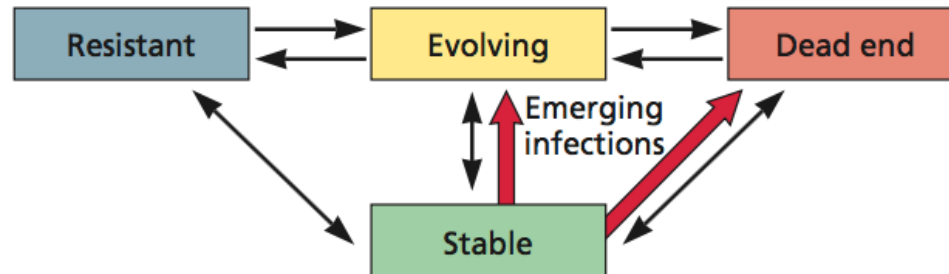 Resistant
Evolving
Dead end
Emerging
infections
Stable